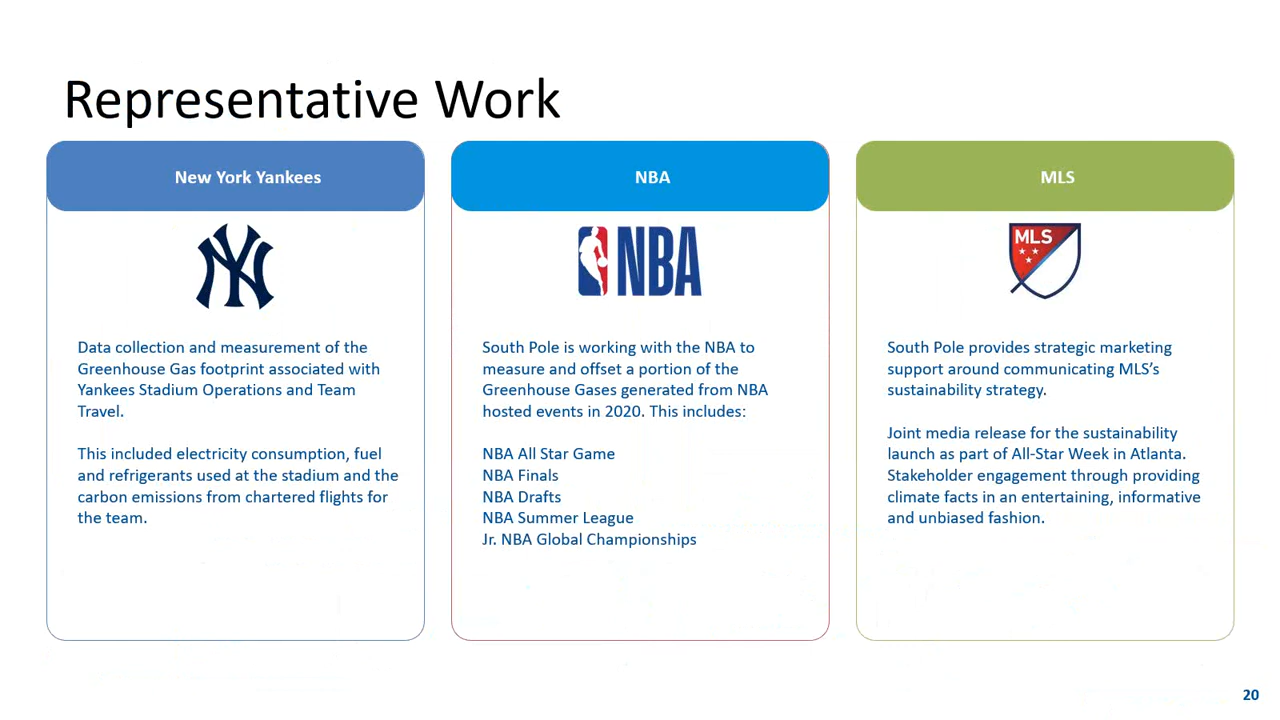 Representative Work
New York Yankees
NY
Data collection and measurement of the
Greenhouse Gas footprint associated with
Yankees Stadium Operations and Team
Travel.
This included electricity consumption, fuel
and refrigerants used at the stadium and the
carbon emissions from chartered flights for
the team.
NBA
NBA
South Pole is working with the NBA to
measure and offset a portion of the
Greenhouse Gases generated from NBA
hosted events in 2020. This includes:
NBA All Star Game
NBA Finals
NBA Drafts
NBA Summer League
Jr. NBA Global Championships
MLS
MLS
South Pole provides strategic marketing
support around communicating MLS’s
sustainability strategy.
Joint media release for the sustainability
launch as part of All-Star Week in Atlanta.
Stakeholder engagement through providing
climate facts in an entertaining, informative
and unbiased fashion.
20